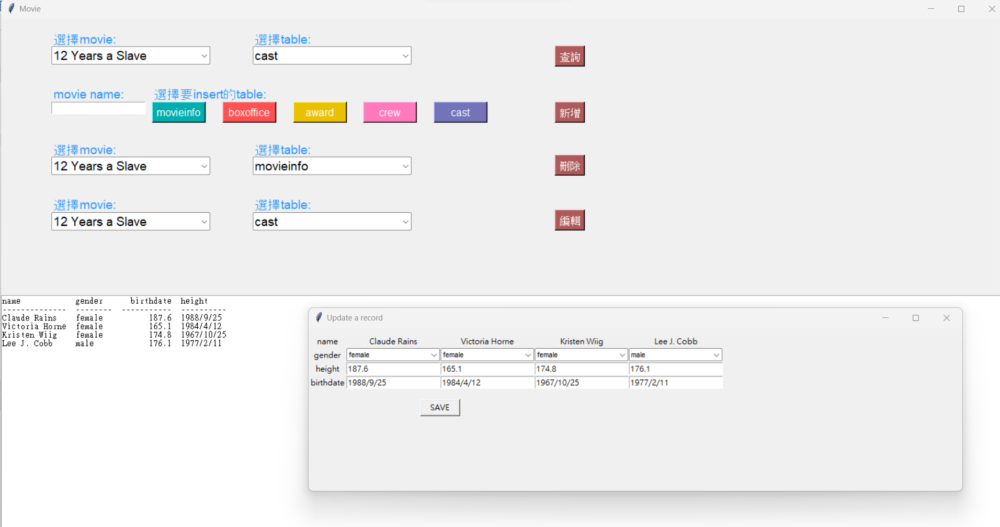 Movie
選擇movie: 選擇table:
12 Years a Slave cast 查詢
movie name: 選擇要insert的table:
movieinfo boxoffice award crew cast 新增
選擇movie: 選擇table:
12 Years a Slave movieinfo 刪除
選擇movie: 選擇table:
12 Years a Slave cast 編輯
name gender birthdate height
-------------- -------- ----------- ----------
Claude Rains female 187.6 1988/9/25
Victoria Horne female 165.1 1984/4/12
Kristen Wiig female 174.8 1967/10/25
Lee J. Cobb male 176.1 1977/2/11
Update a record
name Claude Rains Victoria Horne Kristen Wiig Lee J. Cobb
gender female female female male
height 187.6 165.1 174.8 176.1
birthdate 1988/9/25 1984/4/12 1967/10/25 1977/2/11
SAVE